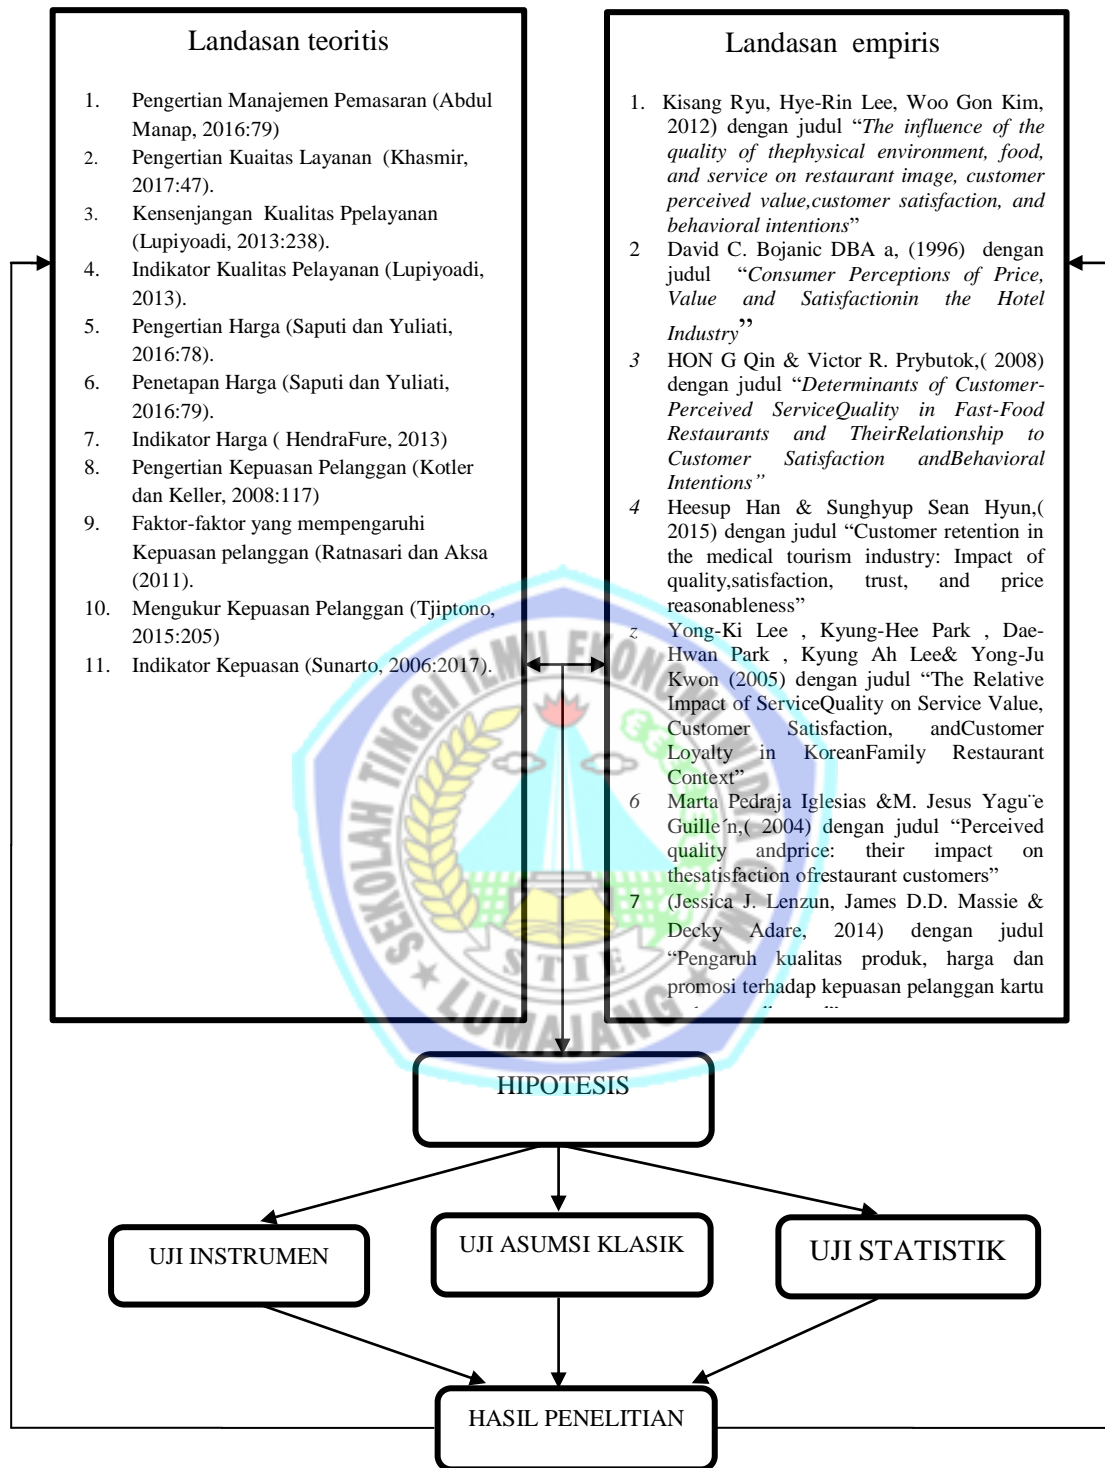 Landasan teoritis
1. Pengertian Manajemen Pemasaran (Abdul
Manap, 2016:79)
2. Pengertian Kuaitas Layanan (Khasmir,
2017:47).
3. Kensenjangan Kualitas Ppelayanan
(Lupiyoadi, 2013:238).
4. Indikator Kualitas Pelayanan (Lupiyoadi,
2013).
5. Pengertian Harga (Saputi dan Yuliati,
2016:78).
6. Penetapan Harga (Saputi dan Yuliati,
2016:79).
7. Indikator Harga ( HendraFure, 2013)
8. Pengertian Kepuasan Pelanggan (Kotler
dan Keller, 2008:117)
9. Faktor-faktor yang mempengaruhi
Kepuasan pelanggan (Ratnasari dan Aksa
(2011).
10. Mengukur Kepuasan Pelanggan (Tjiptono,
2015:205)
11. Indikator Kepuasan (Sunarto, 2006:2017).
Landasan empiris
1. Kisang Ryu, Hye-Rin Lee, Woo Gon Kim,
2012) dengan judul “The influence of the
quality of thephysical environment, food,
and service on restaurant image, customer
perceived value,customer satisfaction, and
behavioral intentions”
2 David C. Bojanic DBA a, (1996) dengan
judul “Consumer Perceptions of Price,
Value and Satisfactionin the Hotel
Industry”
3 HON G Qin & Victor R. Prybutok,( 2008)
dengan judul “Determinants of Customer-
Perceived ServiceQuality in Fast-Food
Restaurants and TheirRelationship to
Customer Satisfaction andBehavioral
Intentions”
4 Heesup Han & Sunghyup Sean Hyun,(
2015) dengan judul “Customer retention in
the medical tourism industry: Impact of
quality,satisfaction, trust, and price
reasonableness”
z Yong-Ki Lee , Kyung-Hee Park , Dae-
Hwan Park , Kyung Ah Lee& Yong-Ju
Kwon (2005) dengan judul “The Relative
Impact of ServiceQuality on Service Value,
Customer Satisfaction, andCustomer
Loyalty in KoreanFamily Restaurant
Context”
6 Marta Pedraja Iglesias &M. Jesus Yagu¨e
Guille´n,( 2004) dengan judul “Perceived
quality andprice: their impact on
thesatisfaction ofrestaurant customers”
7 (Jessica J. Lenzun, James D.D. Massie &
Decky Adare, 2014) dengan judul
“Pengaruh kualitas produk, harga dan
promosi terhadap kepuasan pelanggan kartu
SEKOLAH TINGGI ILMU EKONOMI WIDYA GAMA
STIE
LUMAJANG
HIPOTESIS
UJI INSTRUMEN
UJI ASUMSI KLASIK
UJI STATISTIK
HASIL PENELITIAN